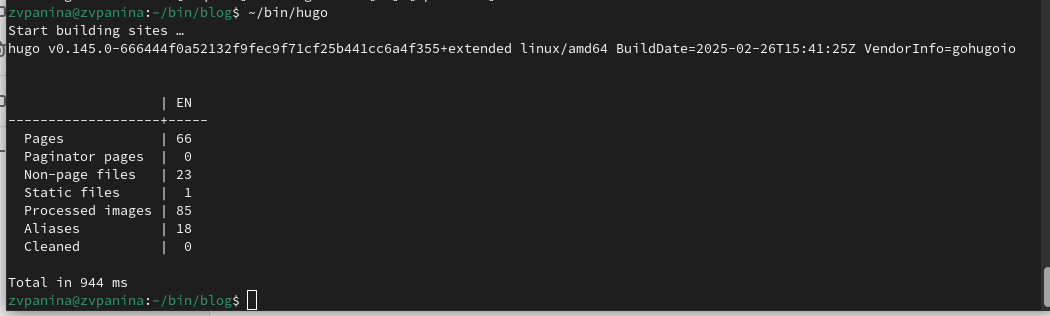 zvpanina@zvpanina:~/bin/blog$ ~/bin/hugo
Start building sites …
hugo v0.145.0-666444f0a52132f9fec9f71cf25b441cc6a4f355+extended linux/amd64 BuildDate=2025-02-26T15:41:25Z VendorInfo=gohugoio
                   | EN
-------------------+-----
  Pages            | 66
  Paginator pages  |  0
  Non-page files   | 23
  Static files     |  1
  Processed images | 85
  Aliases          | 18
  Cleaned          |  0
Total in 944 ms
zvpanina@zvpanina:~/bin/blog$